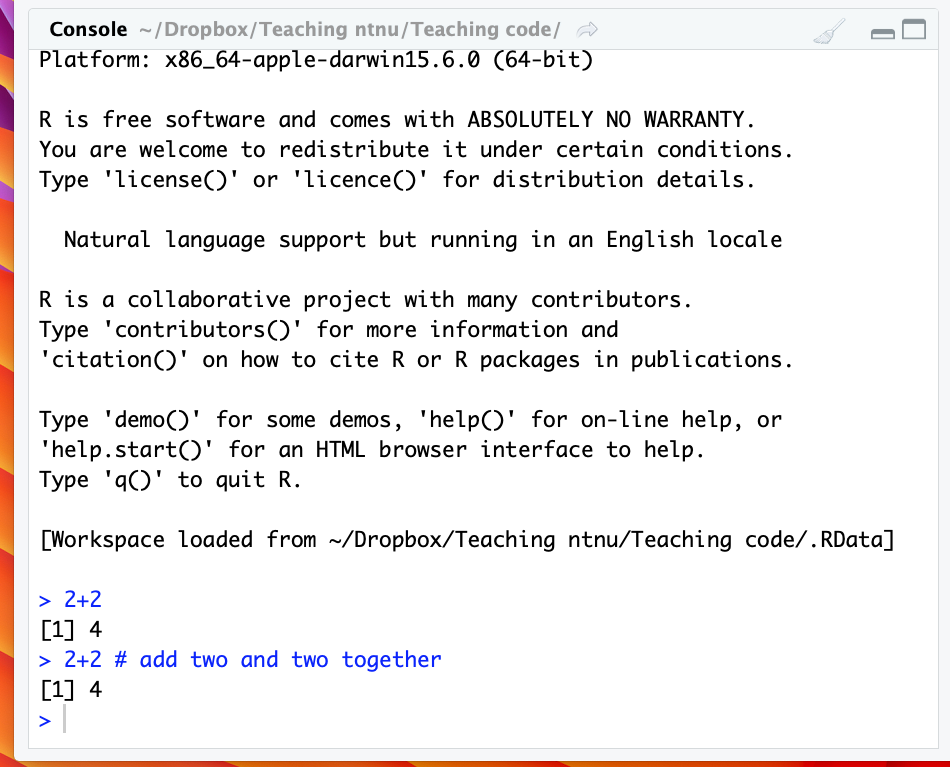 Console ~/Dropbox/Teaching ntnu/Teaching code/
Platform: x86_64-apple-darwin15.6.0 (64-bit)
R is free software and comes with ABSOLUTELY NO WARRANTY.
You are welcome to redistribute it under certain conditions.
Type 'license()' or 'licence()' for distribution details.
Natural language support but running in an English locale
R is a collaborative project with many contributors.
Type 'contributors()' for more information and
'citation()' on how to cite R or R packages in publications.
Type 'demo()' for some demos, 'help()' for on-line help, or
'help.start()' for an HTML browser interface to help.
Type 'q()' to quit R.
[Workspace loaded from ~/Dropbox/Teaching ntnu/Teaching code/.RData]
> 2+2
[1] 4
> 2+2 # add two and two together
[1] 4
>